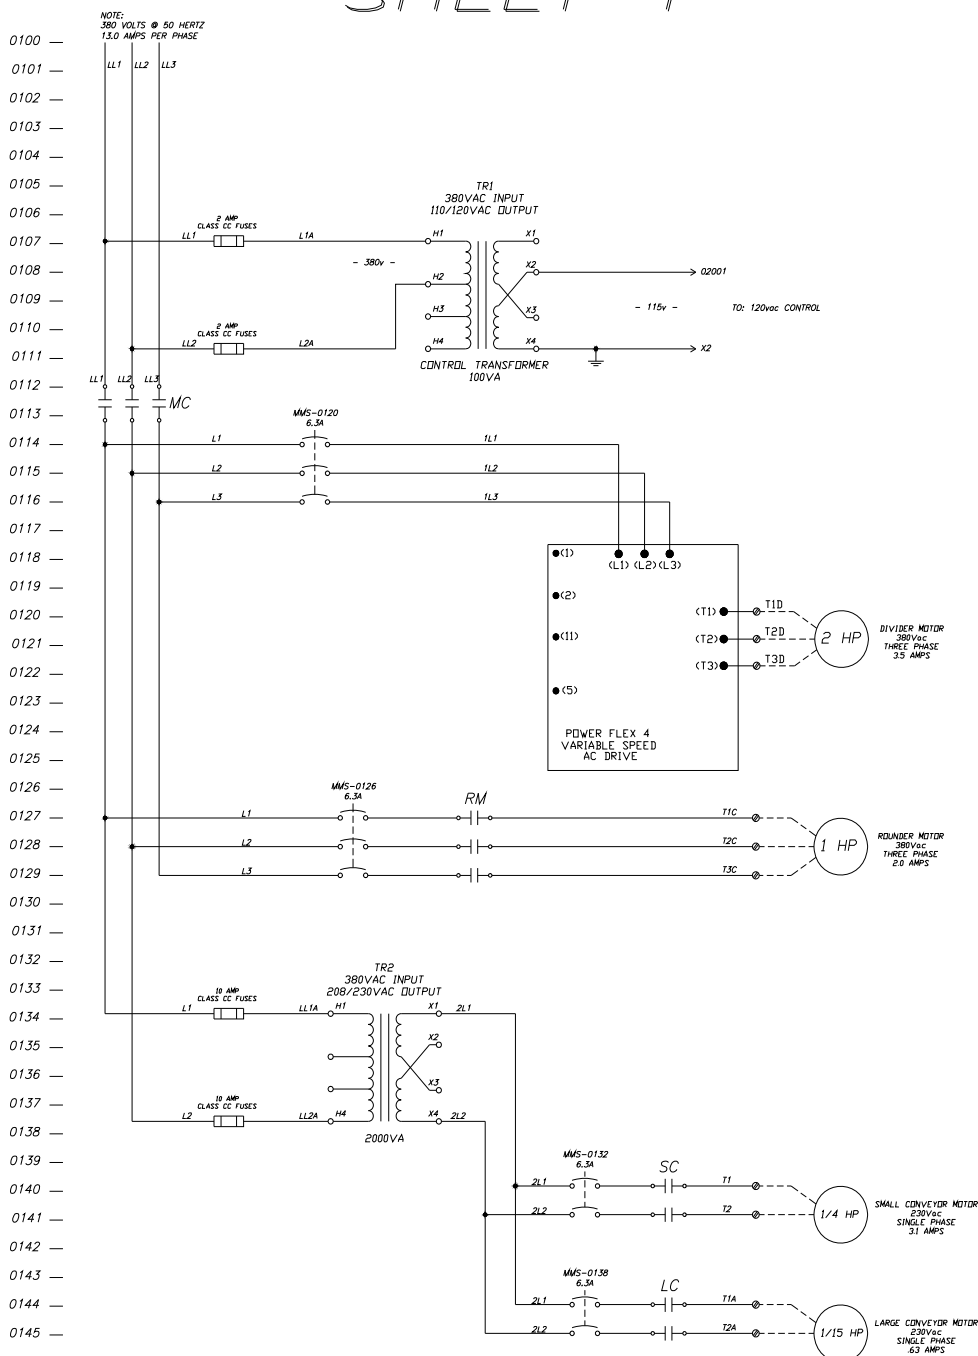 SHEET 1
NOTE:
380 VOLTS @ 50 HERTZ
13.0 AMPS PER PHASE
0100
LL1 LL2 LL3
0101
0102
0103
0104
0105
TR1
380VAC INPUT
110/120VAC OUTPUT
0106
2 AMP
CLASS CC FUSES
0107
LL1 L1A H1 X1
- 380v -
0108
H2 X2 02001
0109
H3 X3
- 115v - TO: 120vac CONTROL
0110
2 AMP
CLASS CC FUSES
LL2 L2A H4 X4 X2
0111
CONTROL TRANSFORMER
100VA
0112
LL1 LL2 LL3
MC
0113
MMS-0120
6.3A
0114
L1 1L1
0115
L2 1L2
0116
L3 1L3
0117
0118
(1) (L1) (L2) (L3)
0119
(2)
0120
(T1) T1D
0121
(11) (T2) T2D 2 HP
DIVIDER MOTOR
380Vac
THREE PHASE
3.5 AMPS
0122
(T3) T3D
0123
(5)
0124
POWER FLEX 4
VARIABLE SPEED
AC DRIVE
0125
0126
MMS-0126
6.3A
RM
0127
L1 T1C
0128
L2 T2C 1 HP
ROUNDER MOTOR
380Vac
THREE PHASE
2.0 AMPS
0129
L3 T3C
0130
0131
0132
TR2
380VAC INPUT
208/230VAC OUTPUT
0133
10 AMP
CLASS CC FUSES
0134
L1 LL1A H1 X1 2L1
0135
X2
0136
X3
0137
10 AMP
CLASS CC FUSES
L2 LL2A H4 X4 2L2
0138
2000VA
0139
MMS-0132
6.3A
SC
0140
2L1 T1
0141
2L2 T2 1/4 HP
SMALL CONVEYOR MOTOR
230Vac
SINGLE PHASE
3.1 AMPS
0142
0143
MMS-0138
6.3A
LC
0144
2L1 T1A
0145
2L2 T2A 1/15 HP
LARGE CONVEYOR MOTOR
230Vac
SINGLE PHASE
.63 AMPS